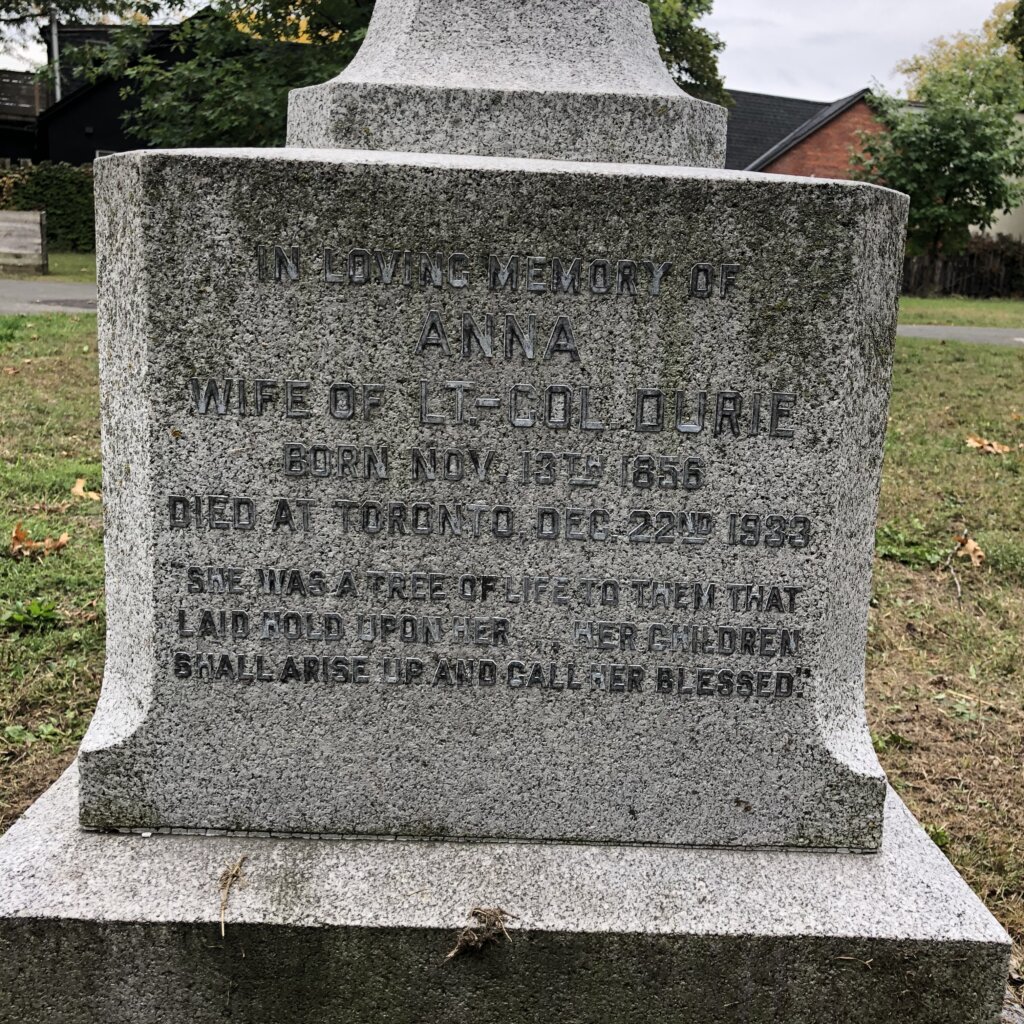 IN LOVING MEMORY OF
ANNA
WIFE OF LT.-COL. DURIE
BORN NOV. 13TH 1856
DIED AT TORONTO, DEC. 22ND 1933
"SHE WAS A TREE OF LIFE TO THEM THAT
LAID HOLD UPON HER ... HER CHILDREN
SHALL ARISE UP AND CALL HER BLESSED."